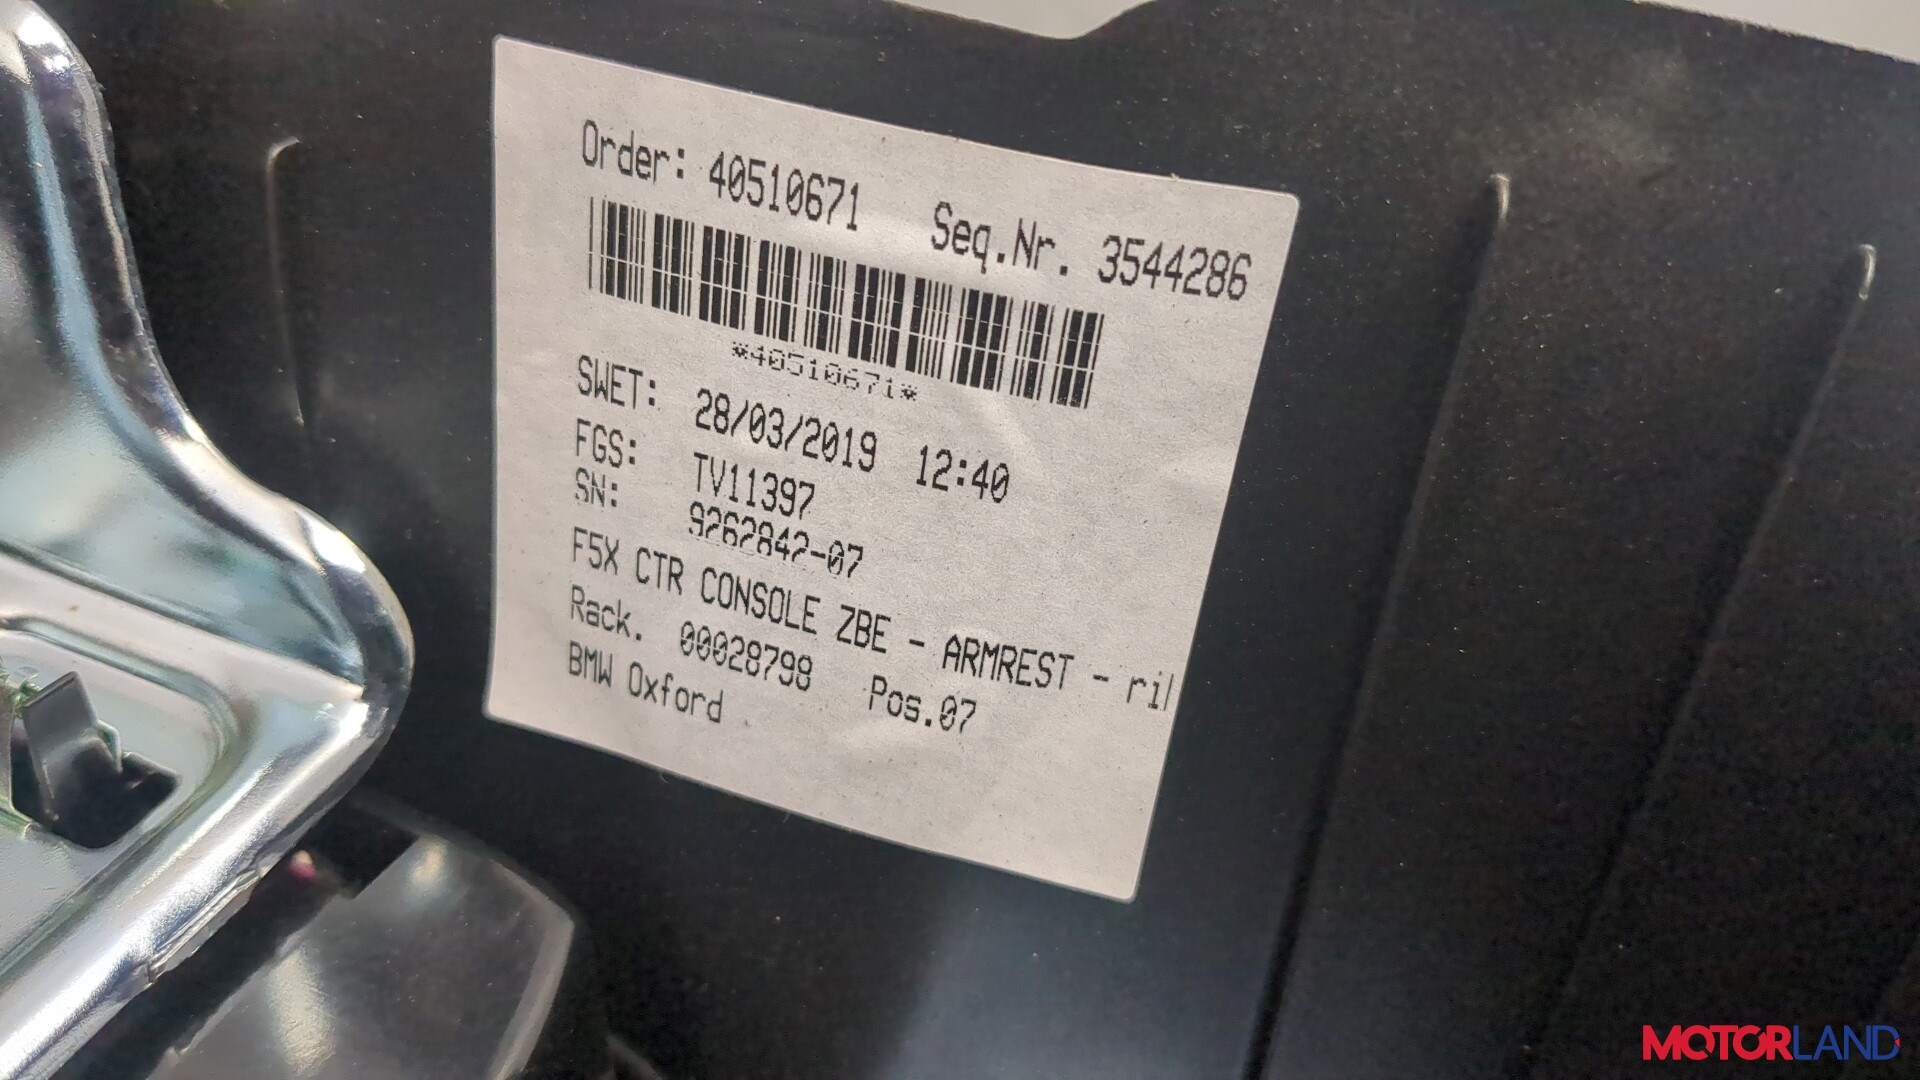 Order: 40510671 Seq.Nr. 3544286
*40510671*
SWET: 28/03/2019 12:40
FGS: TV11397
SN: 9262842-07
F5X CTR CONSOLE ZBE - ARMREST - ri
Rack. 00028798 Pos.07
BMW Oxford
MOTORLAND